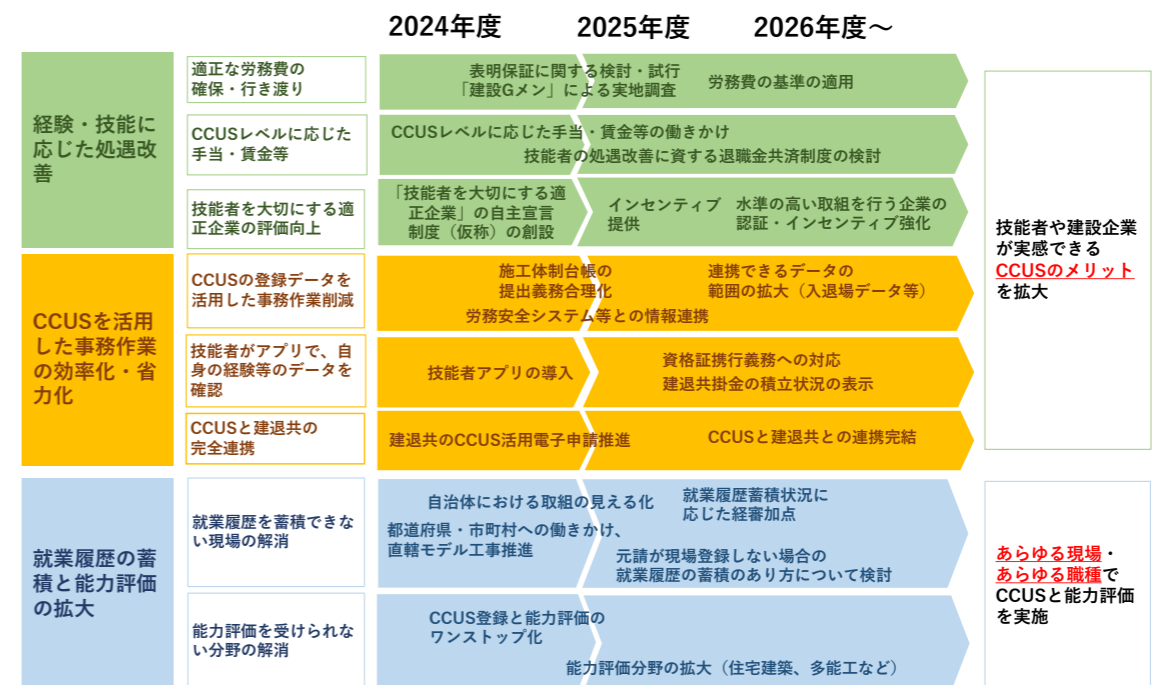 2024年度
2025年度
2026年度～
経験・技能に
応じた処遇改
善
適正な労務費の
確保・行き渡り
表明保証に関する検討・試行
「建設Gメン」による実地調査
労務費の基準の適用
CCUSレベルに応じた
手当・賃金等
CCUSレベルに応じた手当・賃金等の働きかけ
技能者の処遇改善に資する退職金共済制度の検討
技能者を大切にする適
正企業の評価向上
「技能者を大切にする適
正企業」の自主宣言
制度（仮称）の創設
インセンティブ
提供
水準の高い取組を行う企業の
認証・インセンティブ強化
CCUSを活用
した事務作業
の効率化・省
力化
CCUSの登録データを
活用した事務作業削減
施工体制台帳の
提出義務合理化
連携できるデータの
範囲の拡大（入退場データ等）
労務安全システム等との情報連携
技能者がアプリで、自
身の経験等のデータを
確認
技能者アプリの導入
資格証携行義務への対応
建退共掛金の積立状況の表示
CCUSと建退共の
完全連携
建退共のCCUS活用電子申請推進
CCUSと建退共との連携完結
技能者や建設企業
が実感できる
CCUSのメリット
を拡大
就業履歴の蓄
積と能力評価
の拡大
就業履歴を蓄積できな
い現場の解消
自治体における取組の見える化
都道府県・市町村への働きかけ、
直轄モデル工事推進
就業履歴蓄積状況に
応じた経審加点
元請が現場登録しない場合の
就業履歴の蓄積のあり方について検討
能力評価を受けられな
い分野の解消
CCUS登録と能力評価の
ワンストップ化
能力評価分野の拡大（住宅建築、多能工など）
あらゆる現場・
あらゆる職種で
CCUSと能力評価
を実施